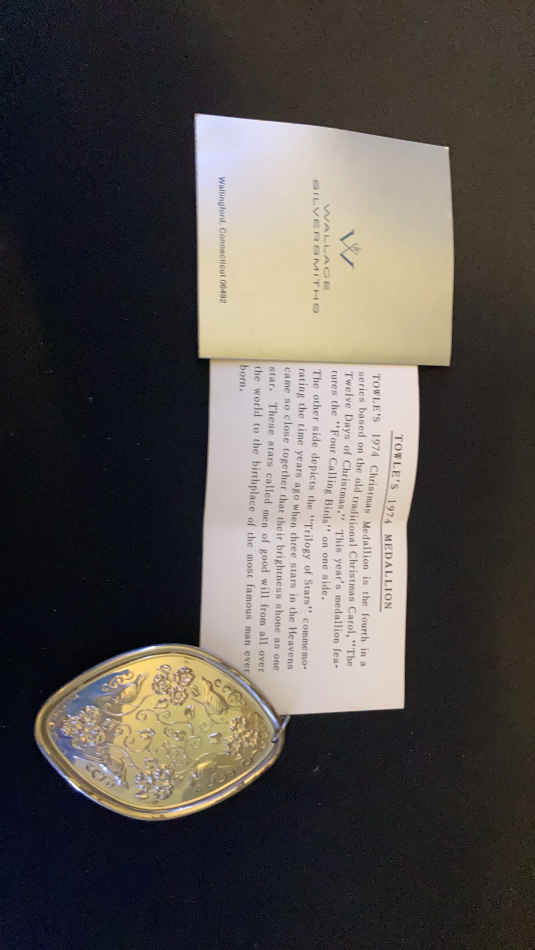 WALLACE
SILVERSMITHS
Wallingford, Connecticut 06492
TOWLE'S 1974 MEDALLION
TOWLE'S 1974 Christmas Medallion is the fourth in a
series based on the old traditional Christmas Carol, "The
Twelve Days of Christmas." This year's medallion fea-
tures the "Four Calling Birds" on one side.
The other side depicts the "Trilogy of Stars" commemo-
rating the time years ago when three stars in the Heavens
came so close together that their brightness shone as one
star. These stars called men of good will from all over
the world to the birthplace of the most famous man ever
born.